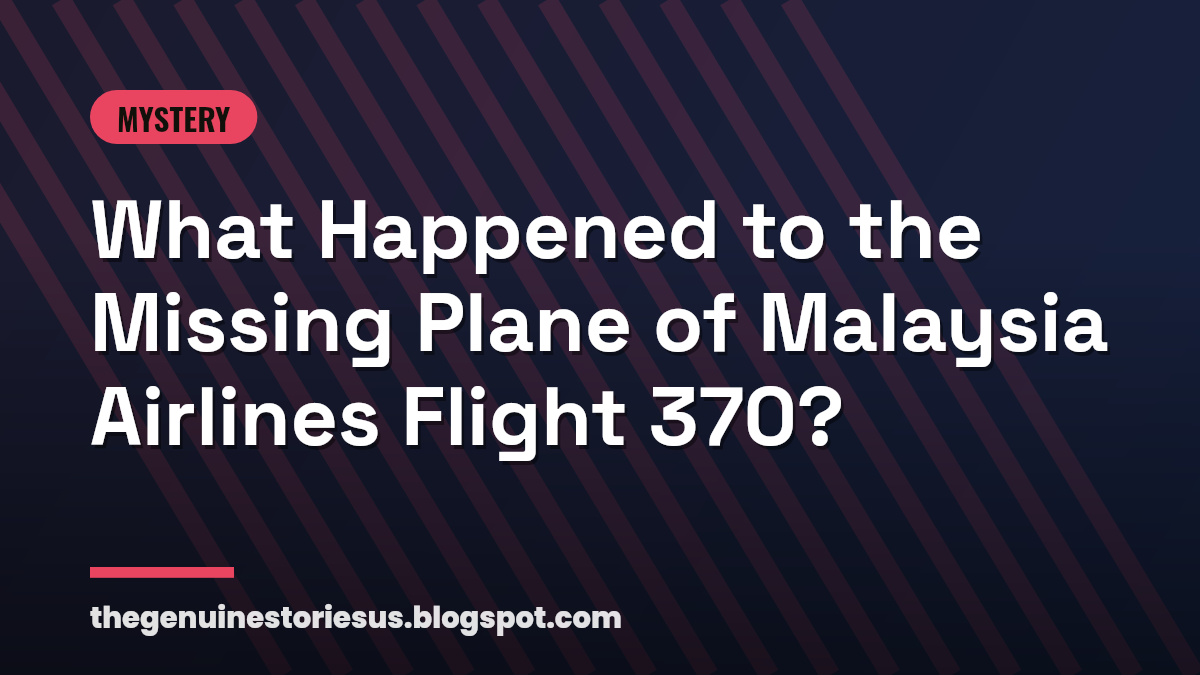 MYSTERY
What Happened to the
Missing Plane of Malaysia
Airlines Flight 370?
thegenuinestoriesus.blogspot.com